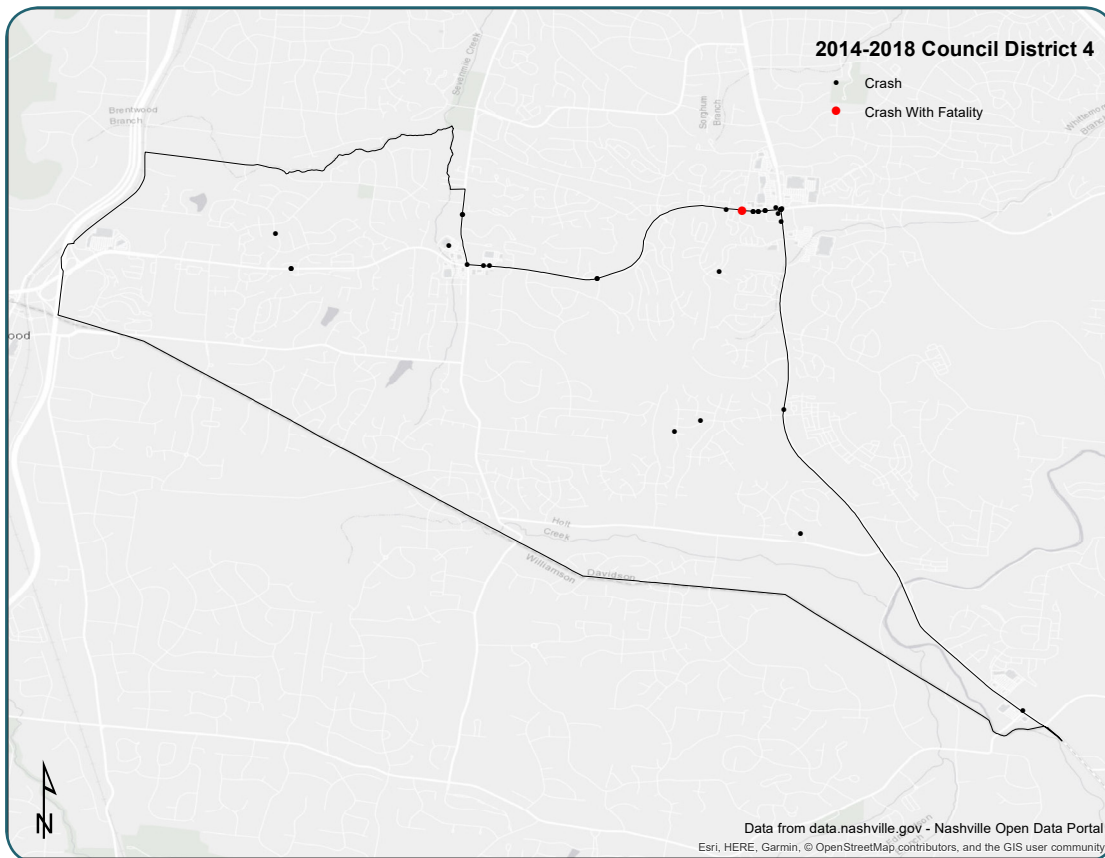 2014-2018 Council District 4
Crash
Crash With Fatality
Sevenmile Creek
Brentwood
Branch
Sorghum
Branch
ood
Holt
Creek
Williamson
Davidson
N
Data from data.nashville.gov - Nashville Open Data Portal
Esri, HERE, Garmin, © OpenStreetMap contributors, and the GIS user community